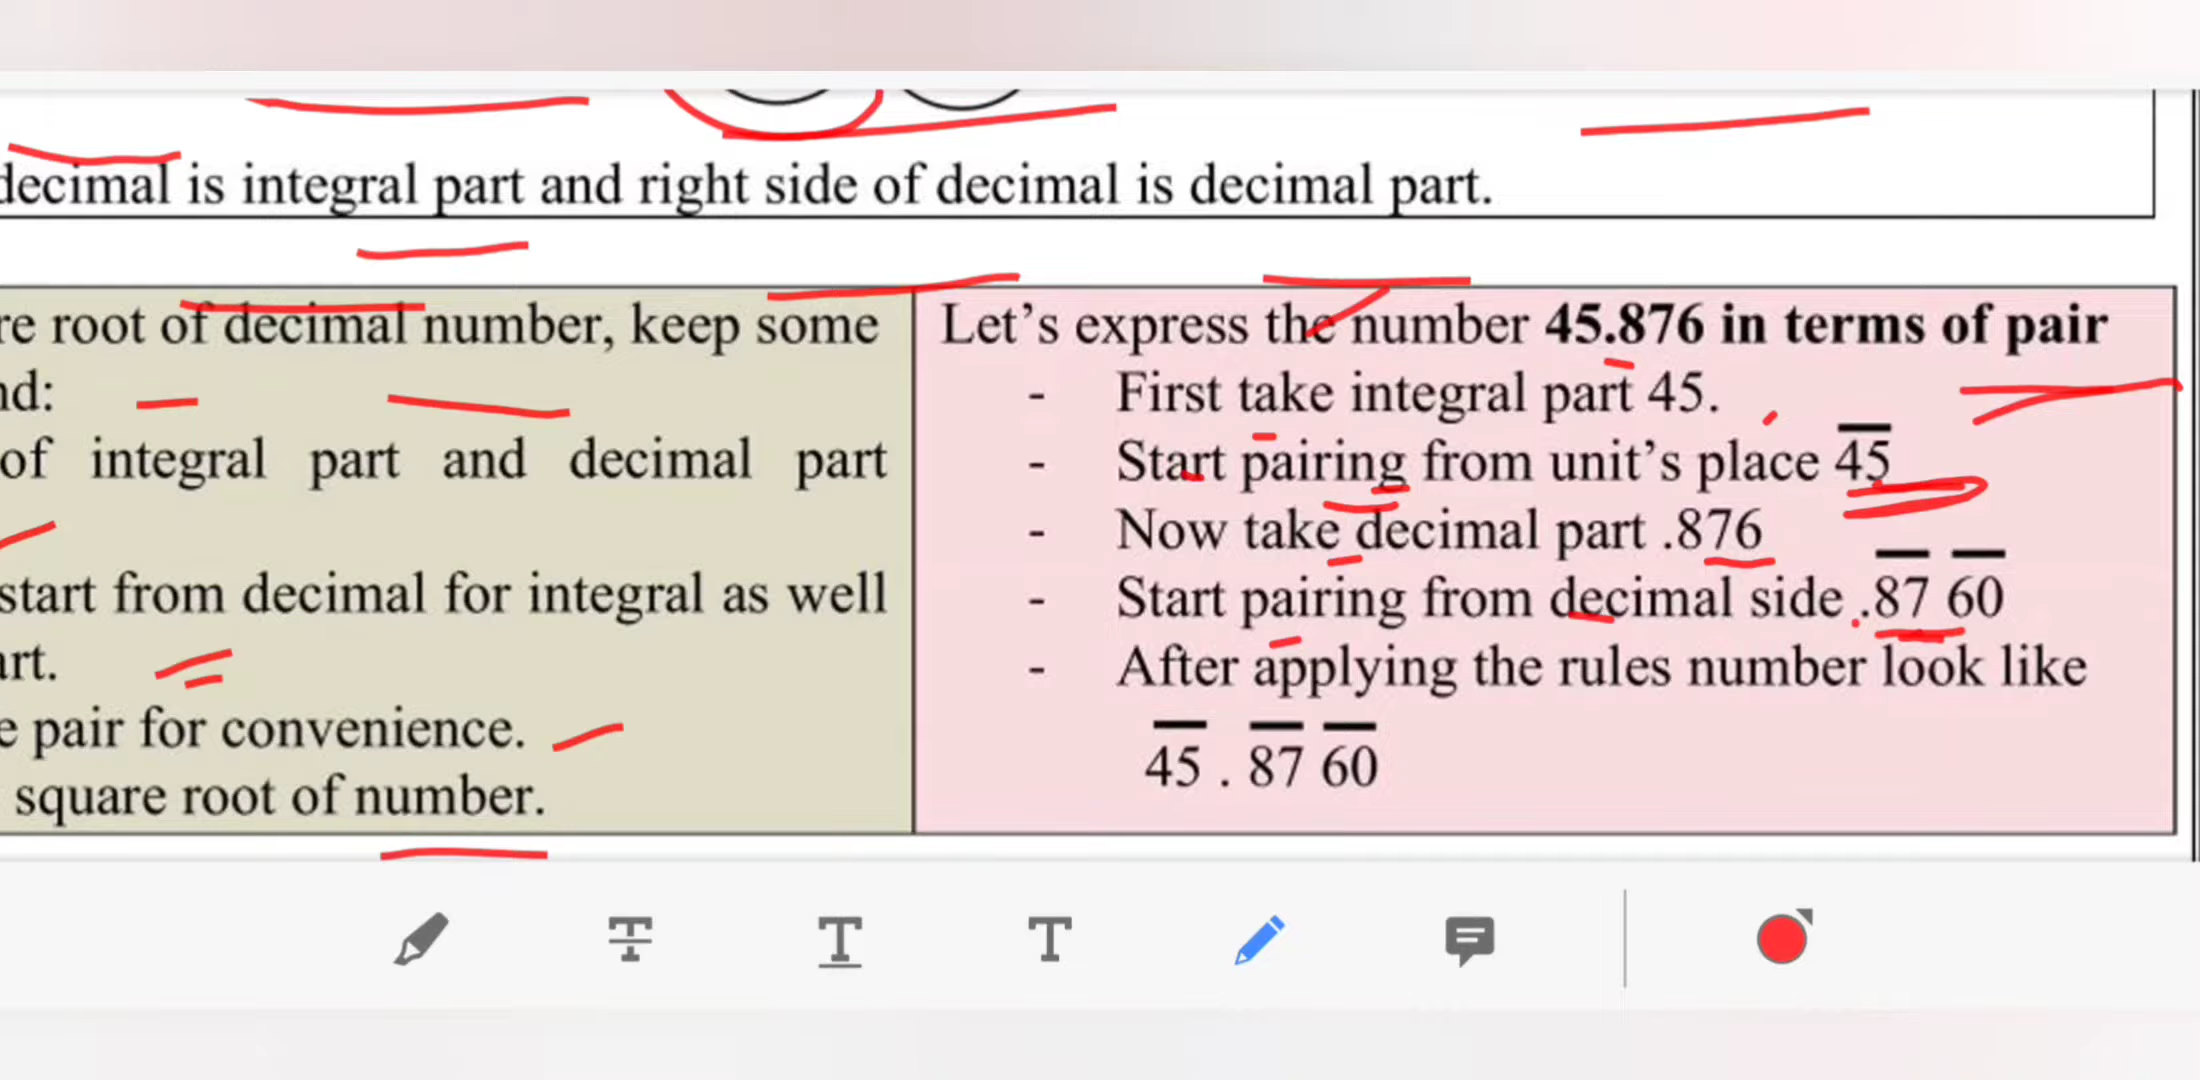 decimal is integral part and right side of decimal is decimal part.
re root of decimal number, keep some
nd:
of integral part and decimal part
start from decimal for integral as well
art.
e pair for convenience.
square root of number.
Let's express the number 45.876 in terms of pair
- First take integral part 45.
- Start pairing from unit's place 45
- Now take decimal part .876
- Start pairing from decimal side .87 60
- After applying the rules number look like
45 . 87 60